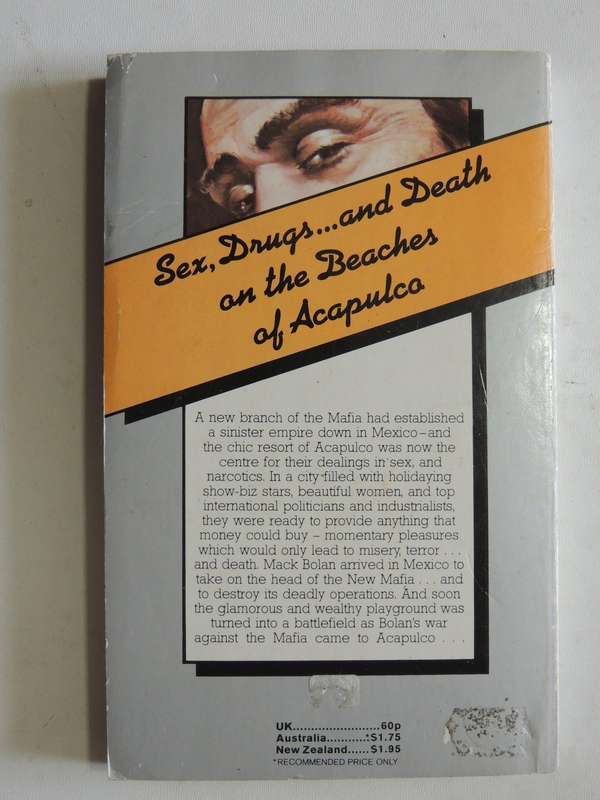 Sex, Drugs...and Death
on the Beaches
of Acapulco
A new branch of the Mafia had established
a sinister empire down in Mexico–and
the chic resort of Acapulco was now the
centre for their dealings in sex, and
narcotics. In a city filled with holidaying
show-biz stars, beautiful women, and top
international politicians and industrialists,
they were ready to provide anything that
money could buy – momentary pleasures
which would only lead to misery, terror . . .
and death. Mack Bolan arrived in Mexico to
take on the head of the New Mafia . . . and
to destroy its deadly operations. And soon
the glamorous and wealthy playground was
turned into a battlefield as Bolan's war
against the Mafia came to Acapulco . . .
UK........................60p
Australia...........*$1.75
New Zealand......$1.95
*RECOMMENDED PRICE ONLY